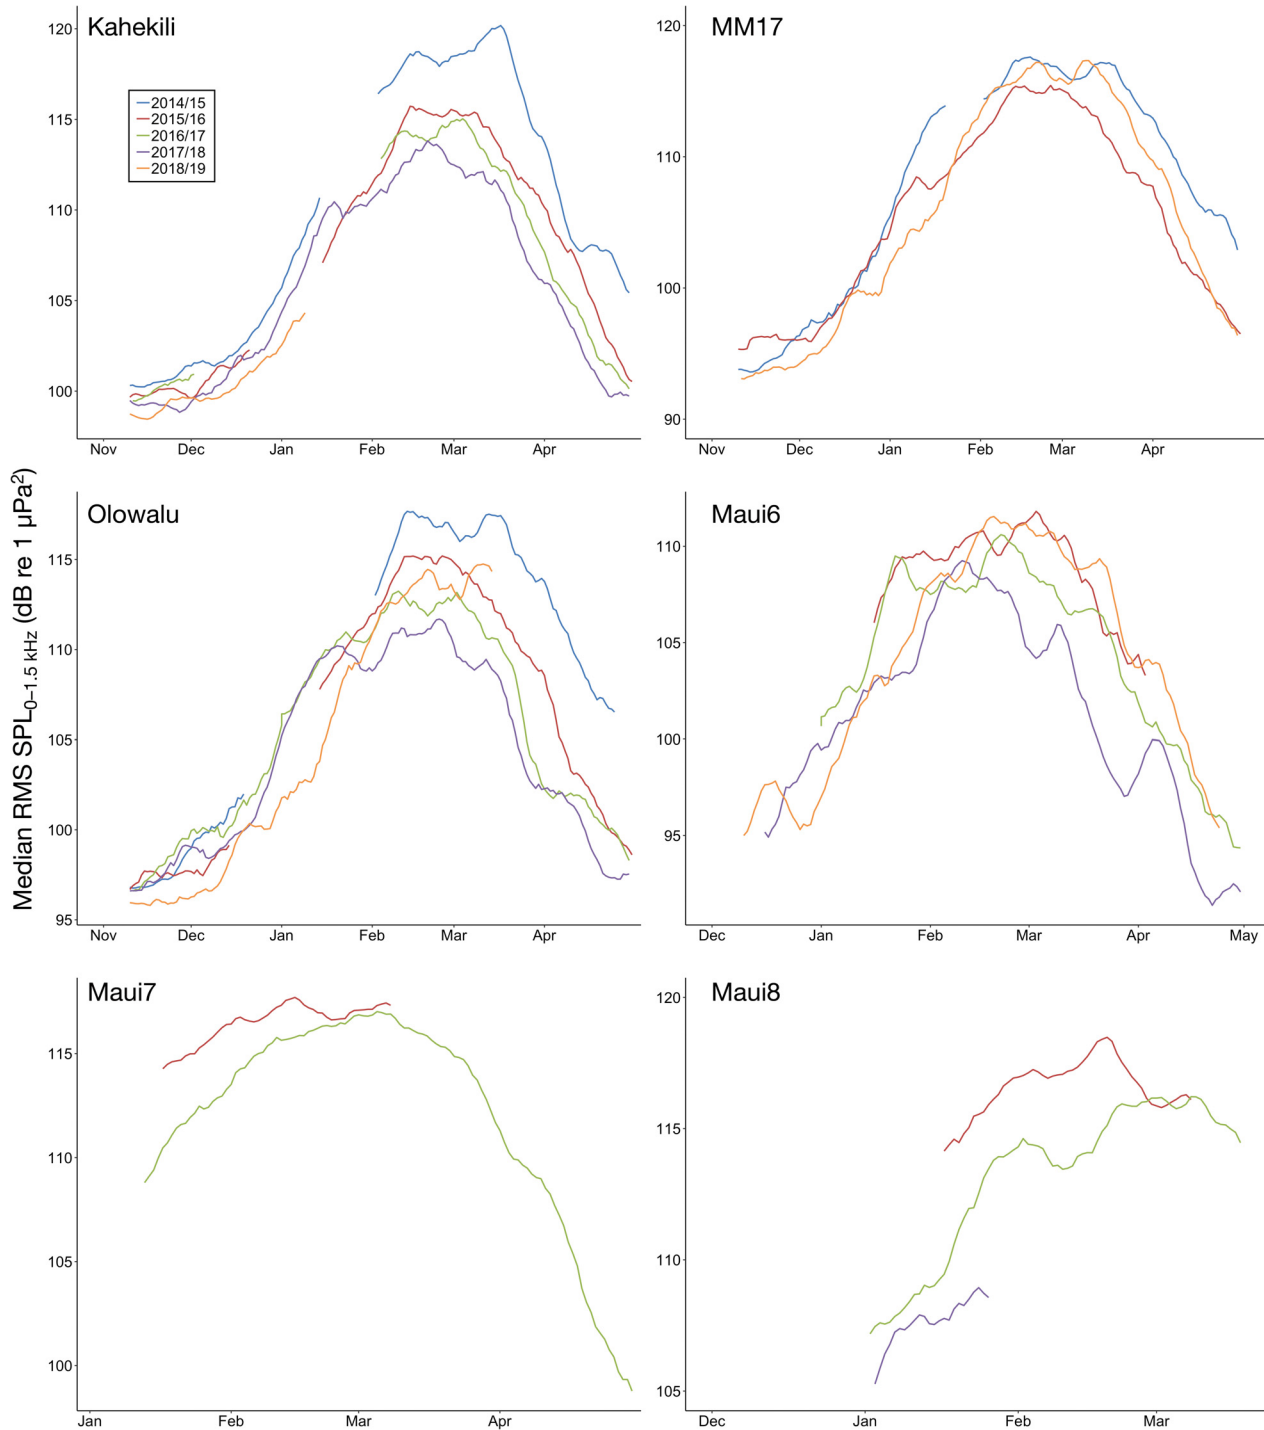 Kahekili
120
115
110
105
100
2014/15
2015/16
2016/17
2017/18
2018/19
Nov Dec Jan Feb Mar Apr
MM17
120
110
100
90
Nov Dec Jan Feb Mar Apr
Median RMS SPL0–1.5 kHz (dB re 1 µPa2)
Olowalu
115
110
105
100
95
Nov Dec Jan Feb Mar Apr
Maui6
110
105
100
95
Dec Jan Feb Mar Apr May
Maui7
115
110
105
100
Jan Feb Mar Apr
Maui8
120
115
110
105
Dec Jan Feb Mar